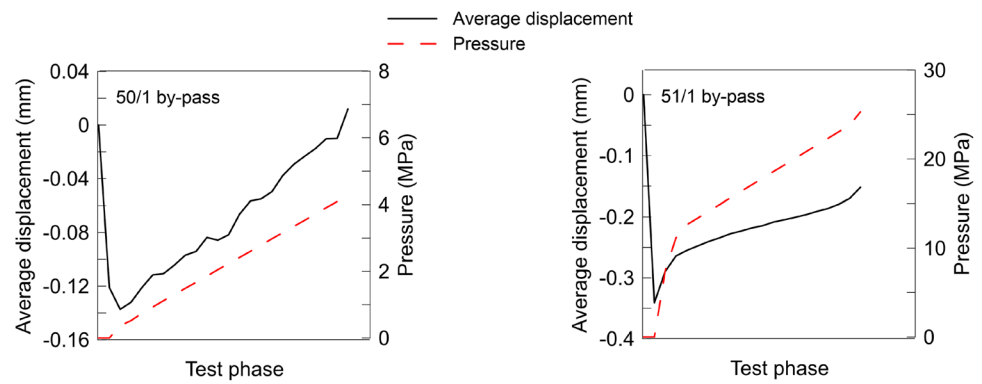 Average displacement
Pressure
50/1 by-pass
Average displacement (mm)
0.04
0
-0.04
-0.08
-0.12
-0.16
8
6
4
2
0
Pressure (MPa)
Test phase
51/1 by-pass
Average displacement (mm)
0
-0.1
-0.2
-0.3
-0.4
30
20
10
0
Pressure (MPa)
Test phase